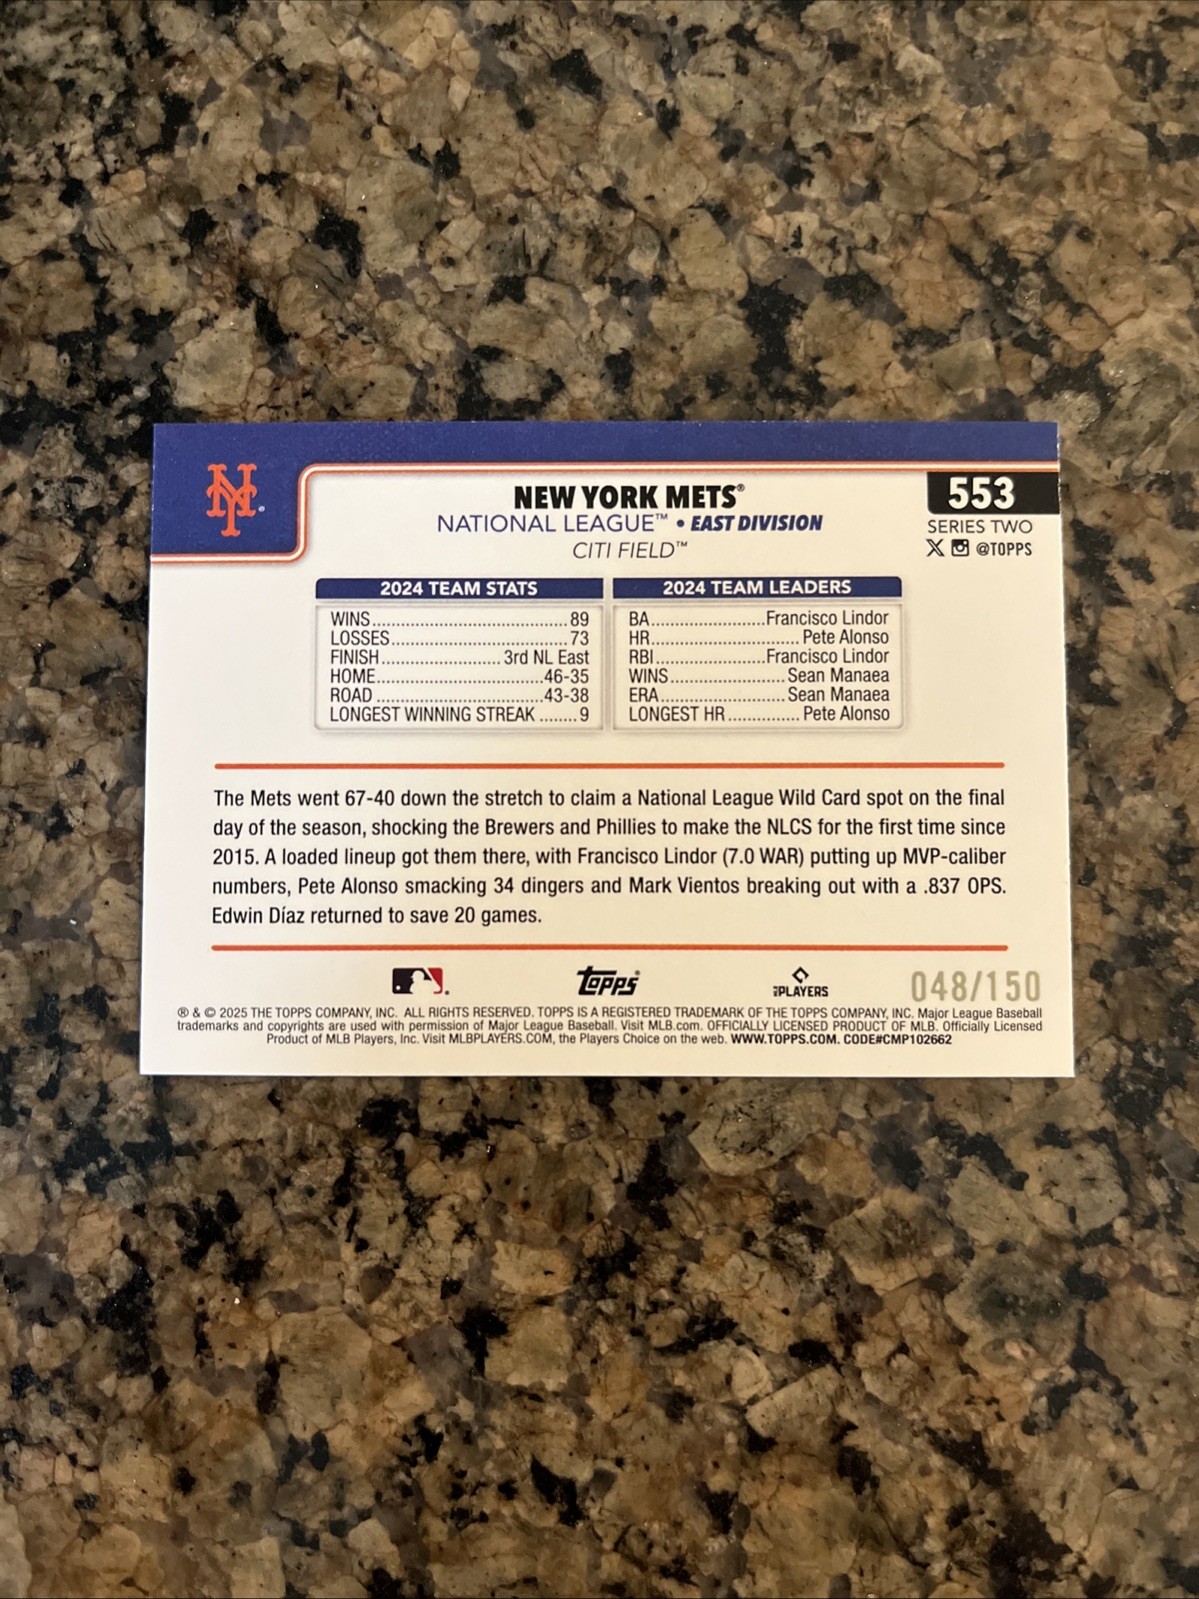 NY
NEW YORK METS®
553
NATIONAL LEAGUE™ • EAST DIVISION
SERIES TWO
CITI FIELD™
X @TOPPS
2024 TEAM STATS
WINS..........89
LOSSES..........73
FINISH..........3rd NL East
HOME..........46-35
ROAD..........43-38
LONGEST WINNING STREAK........9
2024 TEAM LEADERS
BA..........Francisco Lindor
HR..........Pete Alonso
RBI..........Francisco Lindor
WINS..........Sean Manaea
ERA..........Sean Manaea
LONGEST HR..........Pete Alonso
The Mets went 67-40 down the stretch to claim a National League Wild Card spot on the final
day of the season, shocking the Brewers and Phillies to make the NLCS for the first time since
2015. A loaded lineup got them there, with Francisco Lindor (7.0 WAR) putting up MVP-caliber
numbers, Pete Alonso smacking 34 dingers and Mark Vientos breaking out with a .837 OPS.
Edwin Díaz returned to save 20 games.
topps®
MLB PLAYERS
048/150
® & © 2025 THE TOPPS COMPANY, INC. ALL RIGHTS RESERVED. TOPPS IS A REGISTERED TRADEMARK OF THE TOPPS COMPANY, INC. Major League Baseball
trademarks and copyrights are used with permission of Major League Baseball. Visit MLB.com. OFFICIALLY LICENSED PRODUCT OF MLB. Officially Licensed
Product of MLB Players, Inc. Visit MLBPLAYERS.COM, the Players Choice on the web. WWW.TOPPS.COM. CODE#CMP102662